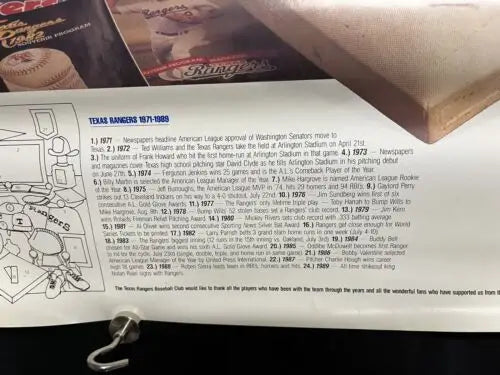 Rangers
1982
SOUVENIR PROGRAM
SOUVENIR PROGRAM
Rangers
Rangers
TEXAS RANGERS 1971-1989
1.) 1971 — Newspapers headline American League approval of Washington Senators move to
Texas. 2.) 1972 — Ted Williams and the Texas Rangers take the field at Arlington Stadium on April 21st.
3.) The uniform of Frank Howard who hit the first home-run at Arlington Stadium in that game. 4.) 1973 — Newspapers
and magazines cover Texas high school pitching star David Clyde as he fills Arlington Stadium in his pitching debut
on June 27th. 5.) 1974 — Ferguson Jenkins wins 25 games and is the A.L.'s Comeback Player of the Year.
6.) Billy Martin is selected the American League Manager of the Year. 7.) Mike Hargrove is named American League Rookie
of the Year. 8.) 1975 — Jeff Burroughs, the American League MVP in '74, hits 29 homers and 94 RBI's. 9.) Gaylord Perry
strikes out 13 Cleveland Indians on his way to a 4-0 shutout, July 22nd. 10.) 1976 — Jim Sundberg wins first of six
consecutive A.L. Gold Glove Awards. 11.) 1977 — The Rangers' only lifetime triple play — Toby Harrah to Bump Wills to
Mike Hargrove, Aug. 8th. 12.) 1978 — Bump Wills' 52 stolen bases set a Rangers' club record. 13.) 1979 — Jim Kern
wins Rolaids Fireman Relief Pitching Award. 14.) 1980 — Mickey Rivers sets club record with .333 batting average.
15.) 1981 — Al Oliver wins second consecutive Sporting News Silver Bat Award. 16.) Rangers get close enough for World
Series Tickets to be printed. 17.) 1982 — Larry Parrish belts 3 grand slam home runs in one week! (July 4-10)
18.) 1983 — The Rangers' biggest inning (12 runs in the 15th inning vs. Oakland, July 3rd). 19.) 1984 — Buddy Bell
chosen for All-Star Game and wins his sixth A.L. Gold Glove Award. 20.) 1985 — Oddibe McDowell becomes first Ranger
to hit for the cycle, July 23rd (single, double, triple, and home run in same game). 21.) 1986 — Bobby Valentine selected
American League Manager of the Year by United Press International. 22.) 1987 — Pitcher Charlie Hough wins career
high 18 games. 23.) 1988 — Ruben Sierra leads team in RBI's, homers and hits. 24.) 1989 — All time strikeout king
Nolan Ryan signs with Rangers.
The Texas Rangers Baseball Club would like to thank all the players who have been with the team through the years and all the wonderful fans who have supported us from th